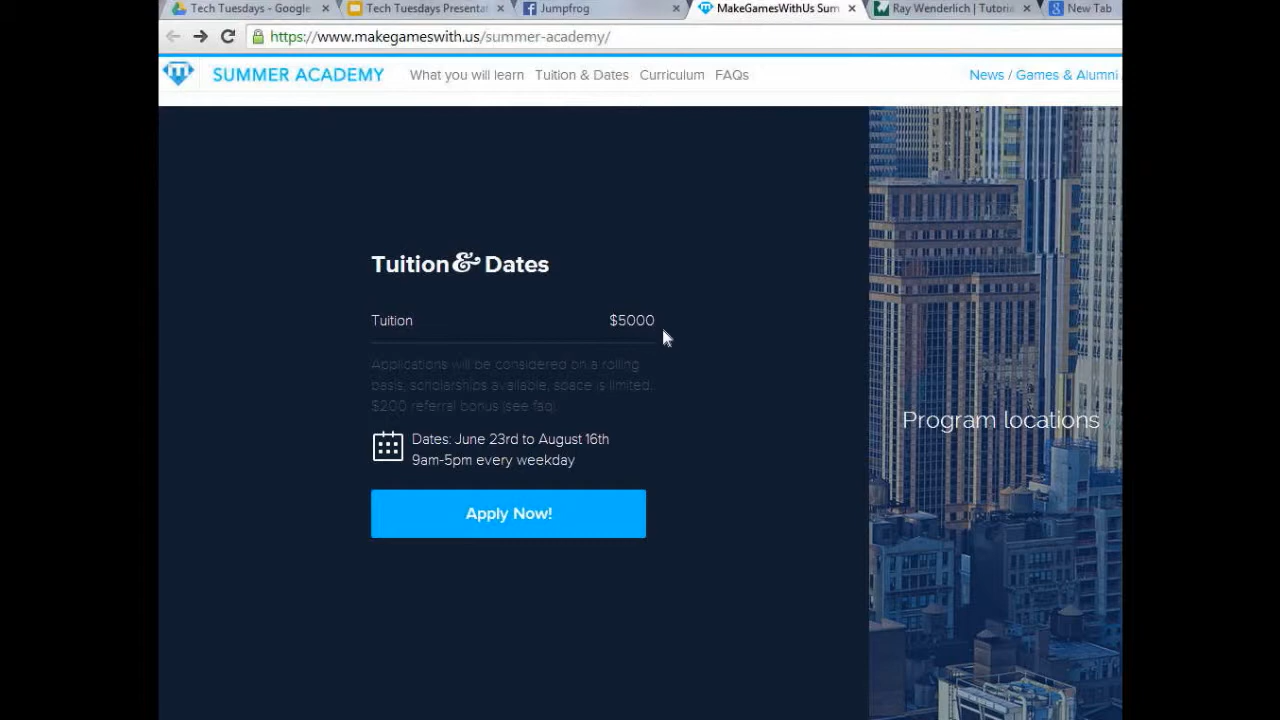 Tech Tuesdays - Google
Tech Tuesdays Presentat
Jumpfrog
MakeGamesWithUs Sum
Ray Wenderlich | Tutoria
New Tab
https://www.makegameswith.us/summer-academy/
SUMMER ACADEMY What you will learn Tuition & Dates Curriculum FAQs News / Games & Alumni
Tuition & Dates
Tuition $5000
Applications will be considered on a rolling
basis, scholarships available, space is limited.
$200 referral bonus (see faq).
Dates: June 23rd to August 16th
9am-5pm every weekday
Apply Now!
Program locations